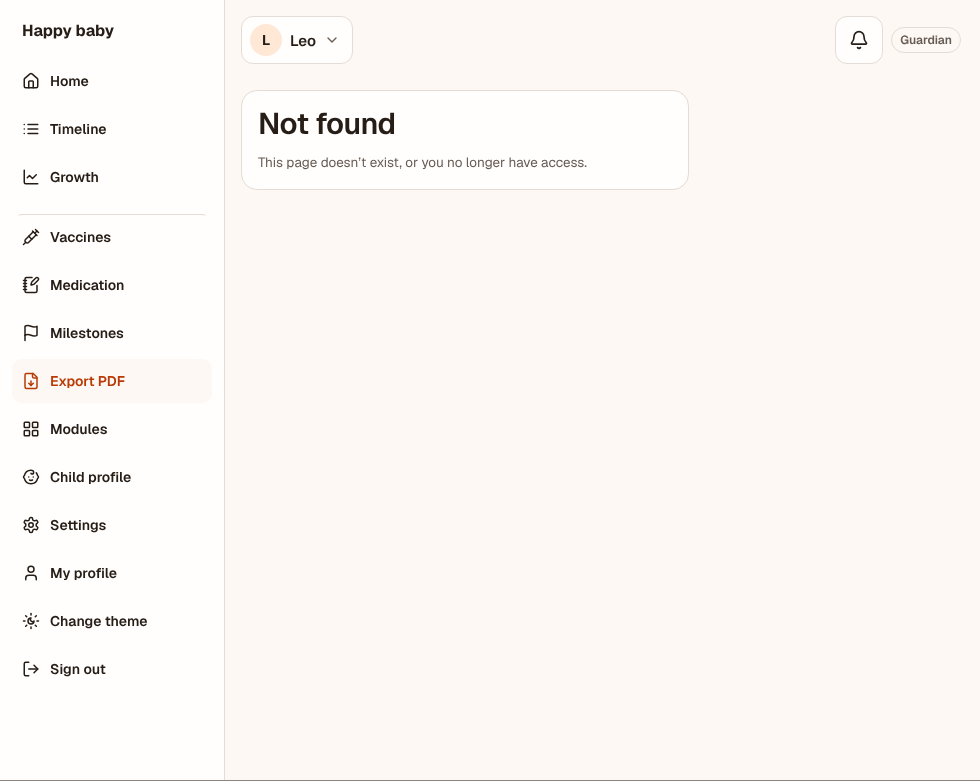 Happy baby
Home
Timeline
Growth
Vaccines
Medication
Milestones
Export PDF
Modules
Child profile
Settings
My profile
Change theme
Sign out
L Leo
Guardian
Not found
This page doesn't exist, or you no longer have access.